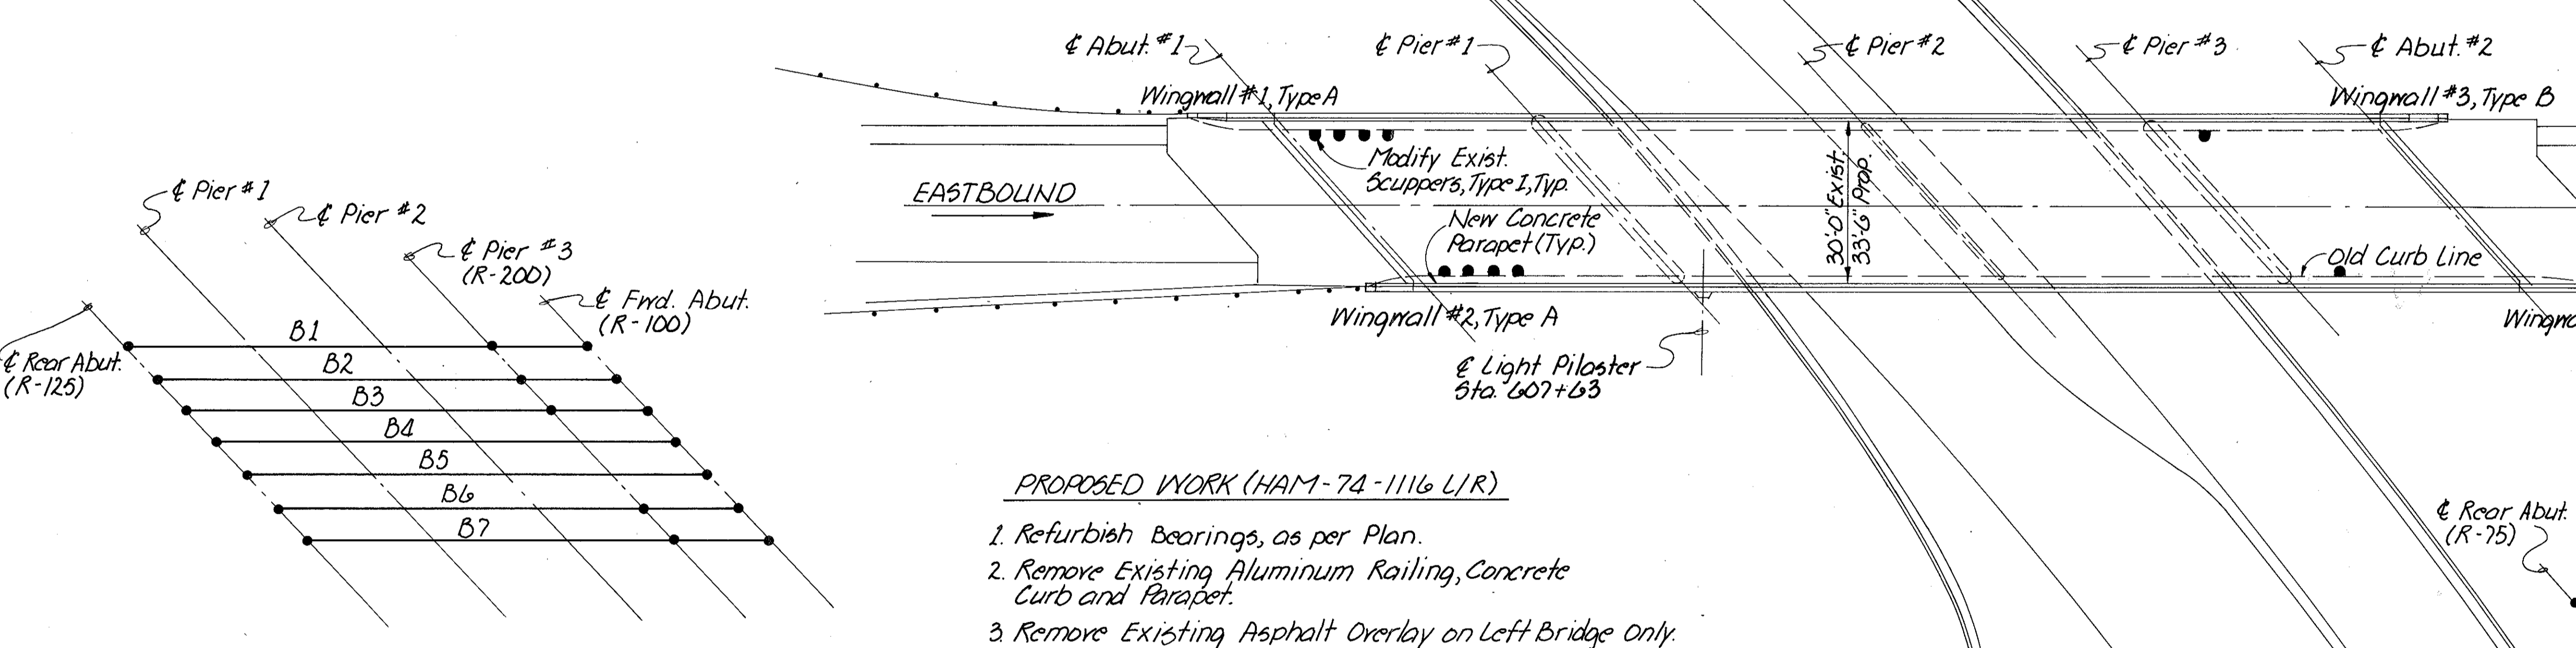 ℄ Pier #1
℄ Pier #2
℄ Pier #3
(R-200)
℄ Fwd. Abut.
(R-100)
℄ Rear Abut.
(R-125)
B1
B2
B3
B4
B5
B6
B7
℄ Abut. #1
℄ Pier #1
℄ Pier #2
℄ Pier #3
℄ Abut. #2
Wingwall #1, Type A
Wingwall #3, Type B
Modify Exist.
Scuppers, Type I, Typ.
EASTBOUND
New Concrete
Parapet (Typ.)
30'-0" Exist.
33'-6" Prop.
Old Curb Line
Wingwall #2, Type A
Wingwa
℄ Light Pilaster
Sta. 607+63
PROPOSED WORK (HAM-74-1116 L/R)
1. Refurbish Bearings, as per Plan.
2. Remove Existing Aluminum Railing, Concrete
Curb and Parapet.
3. Remove Existing Asphalt Overlay on Left Bridge Only.
℄ Rear Abut.
(R-75)